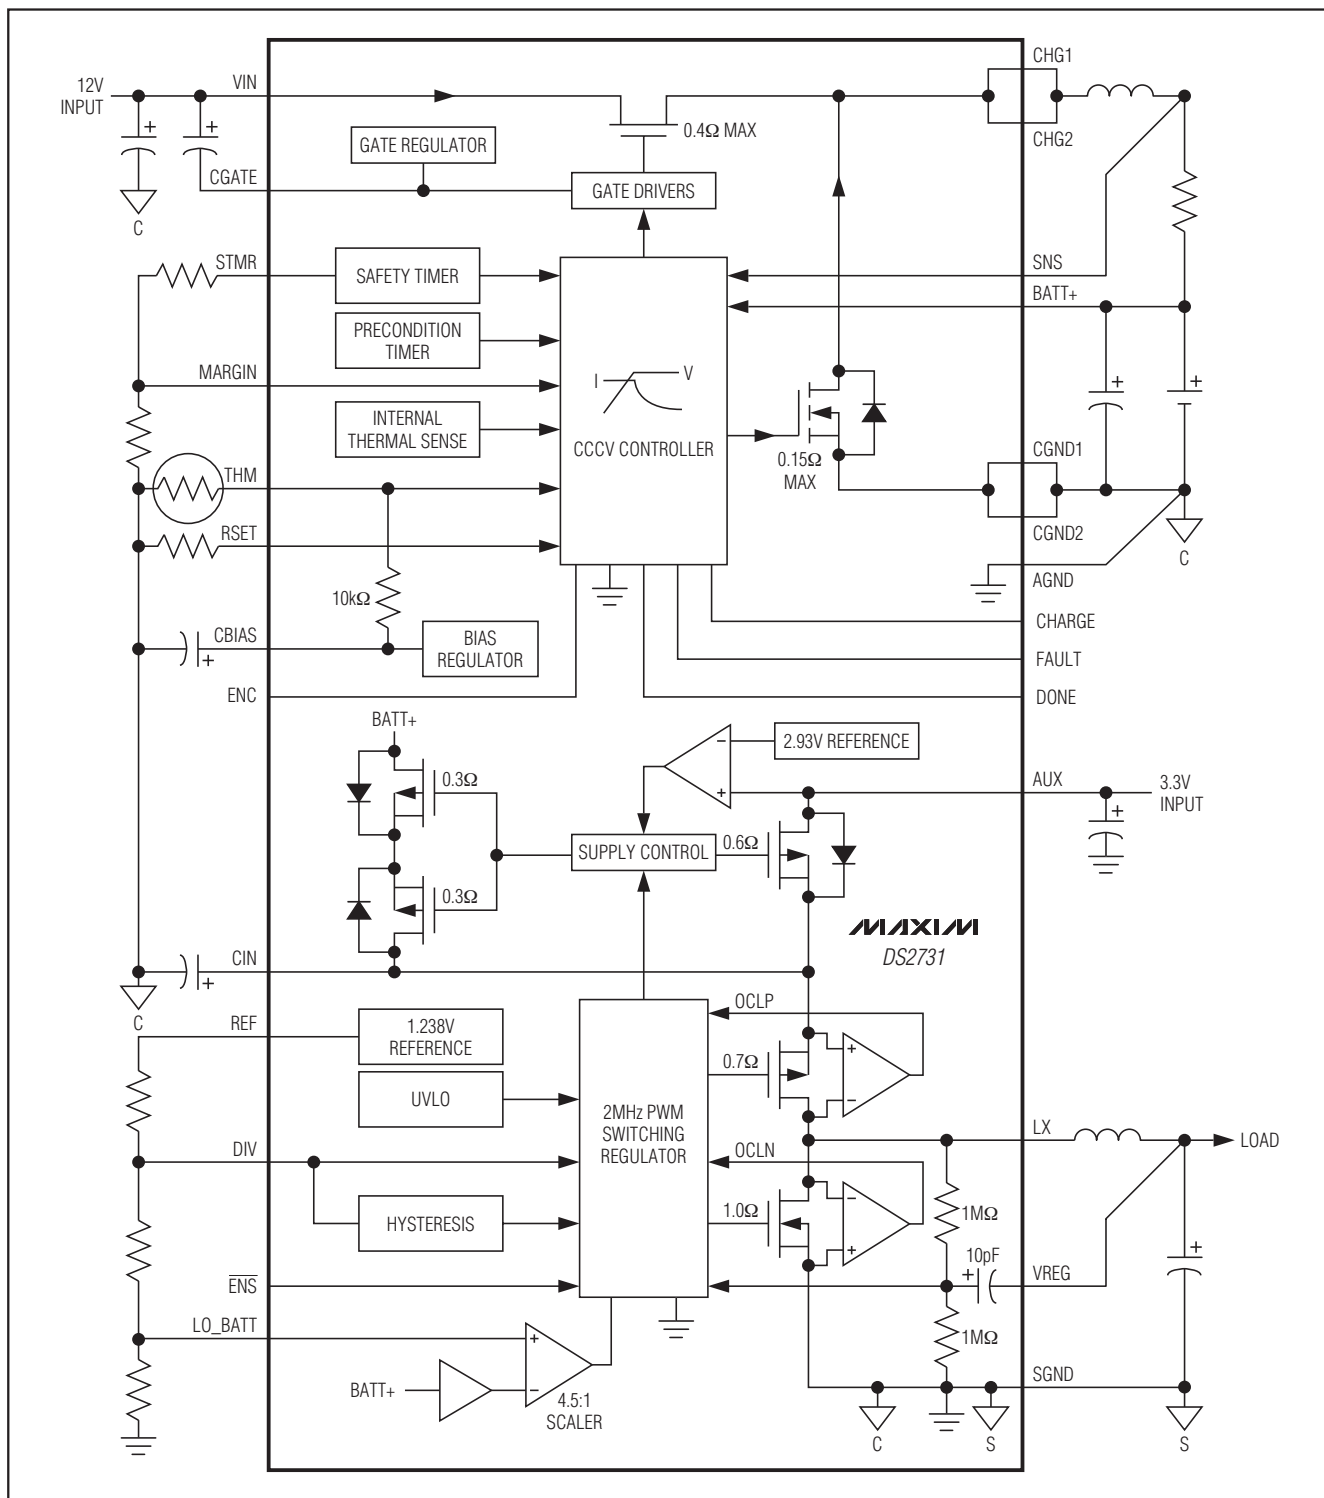 CHG1
12V
INPUT
VIN
+
+
0.4Ω MAX
CHG2
GATE REGULATOR
CGATE
GATE DRIVERS
C
STMR
SAFETY TIMER
SNS
BATT+
PRECONDITION
TIMER
MARGIN
I
V
+
+
INTERNAL
THERMAL SENSE
CCCV CONTROLLER
0.15Ω
MAX
CGND1
THM
RSET
CGND2
C
AGND
10kΩ
CHARGE
CBIAS
+
BIAS
REGULATOR
FAULT
ENC
DONE
BATT+
−
2.93V REFERENCE
0.3Ω
+
AUX
3.3V
INPUT
+
SUPPLY CONTROL
0.6Ω
0.3Ω
MAXIM
DS2731
CIN
+
C
REF
1.238V
REFERENCE
OCLP
+
0.7Ω
UVLO
−
2MHz PWM
SWITCHING
REGULATOR
LX
LOAD
DIV
OCLN
−
HYSTERESIS
1.0Ω
1MΩ
+
10pF
+
+
ENS
VREG
LO_BATT
+
1MΩ
BATT+
−
4.5:1
SCALER
SGND
C
S
S